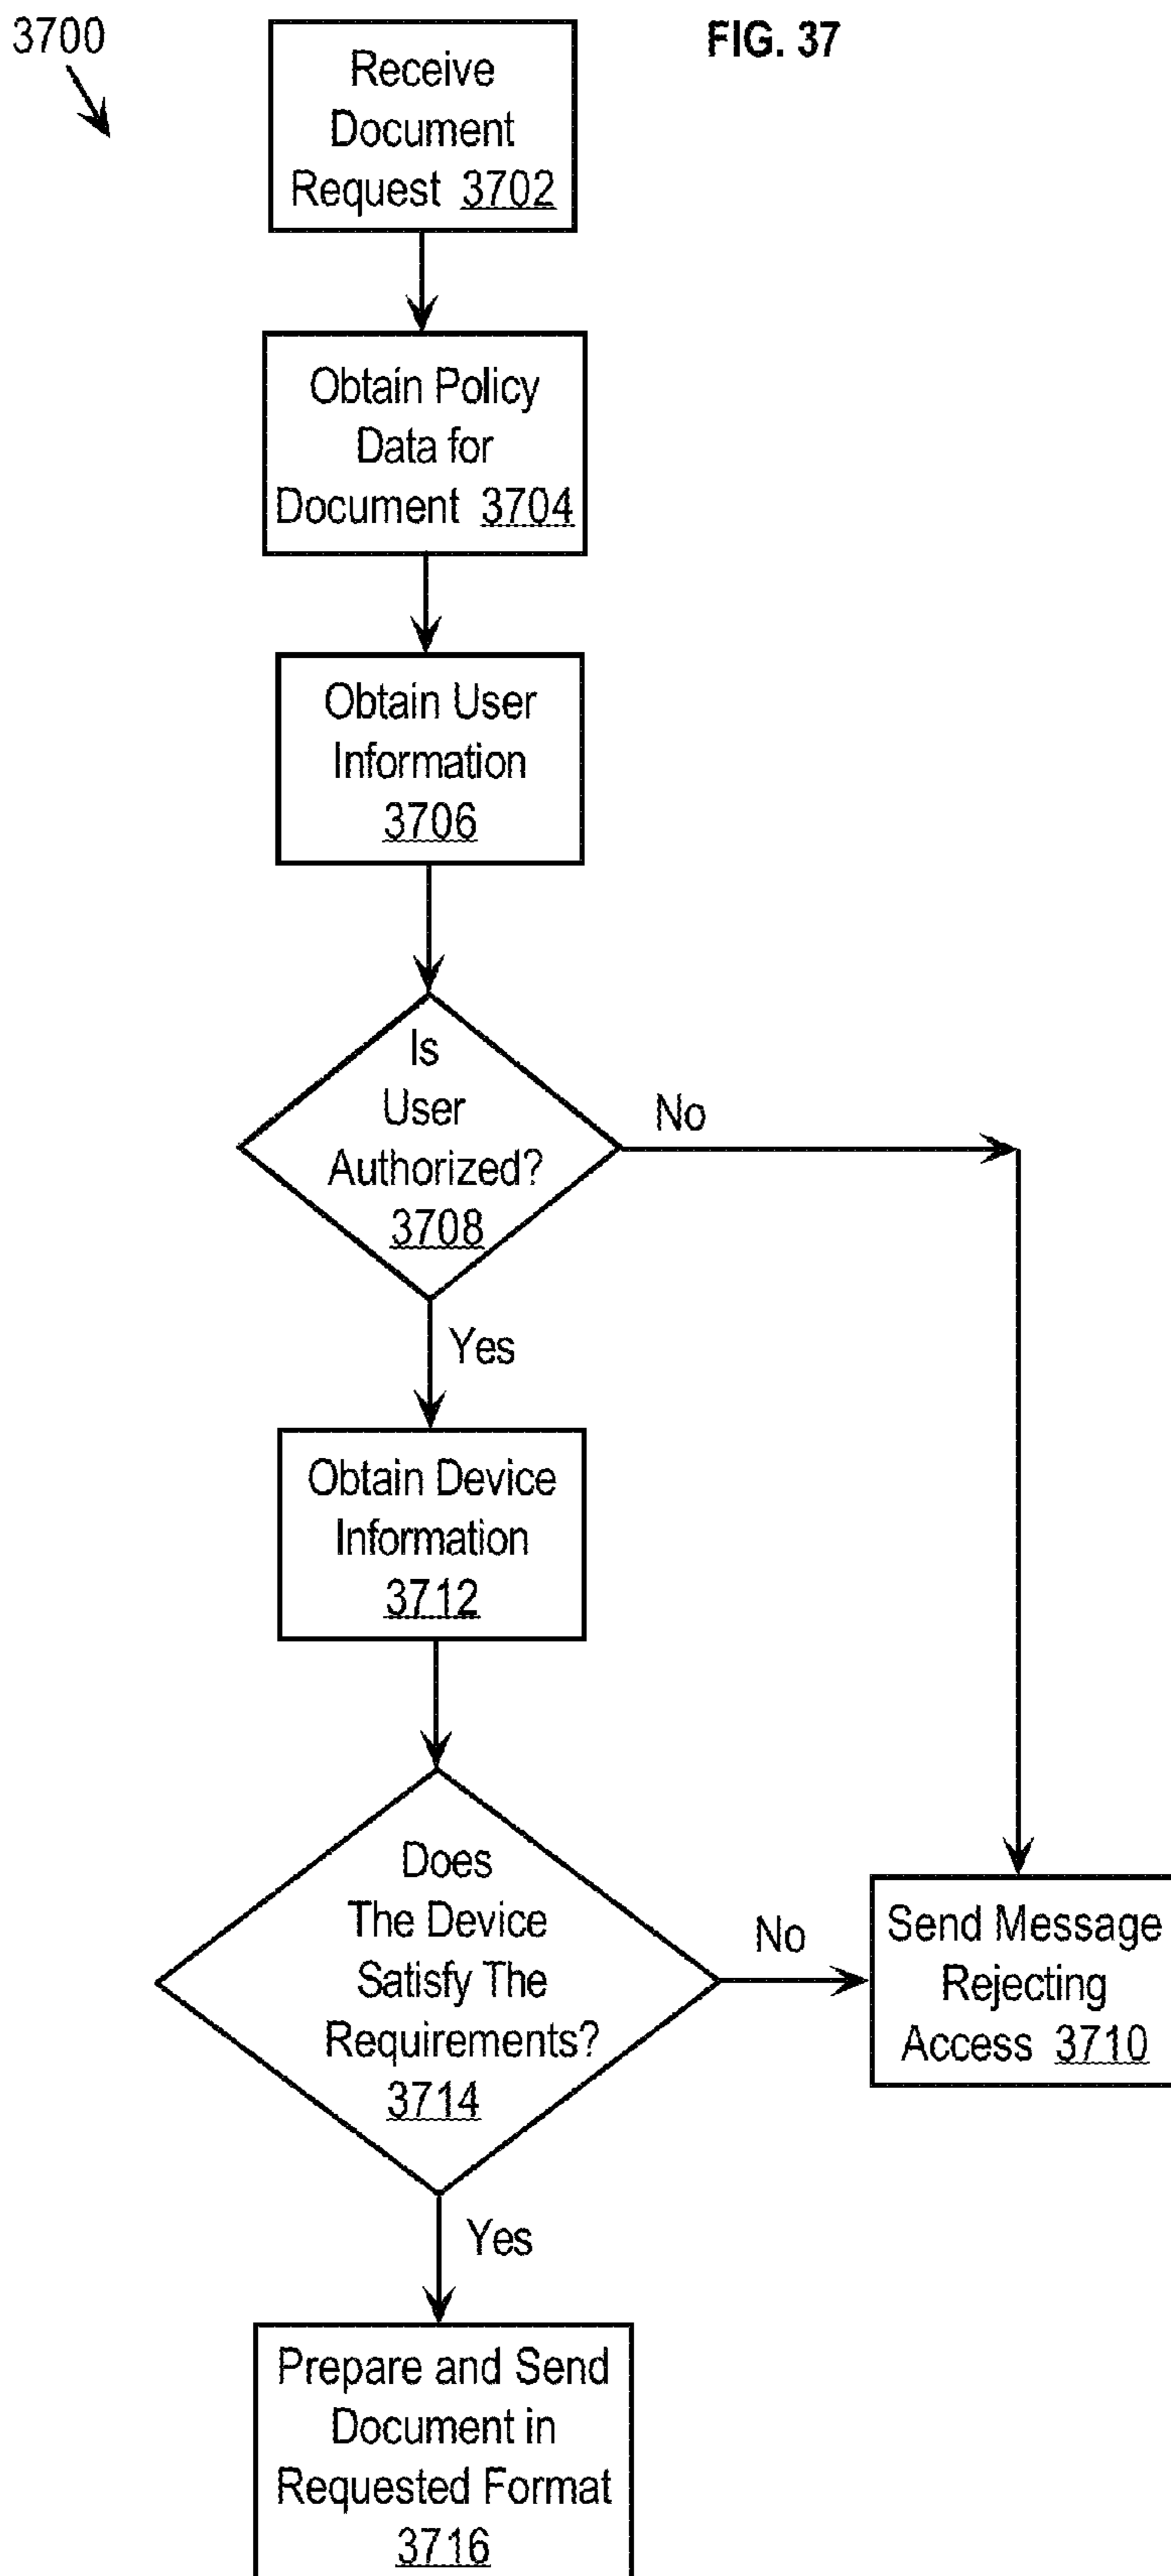 3700
FIG. 37
Receive
Document
Request 3702
Obtain Policy
Data for
Document 3704
Obtain User
Information
3706
Is
User
Authorized?
3708
No
Yes
Obtain Device
Information
3712
Does
The Device
Satisfy The
Requirements?
3714
No
Send Message
Rejecting
Access 3710
Yes
Prepare and Send
Document in
Requested Format
3716